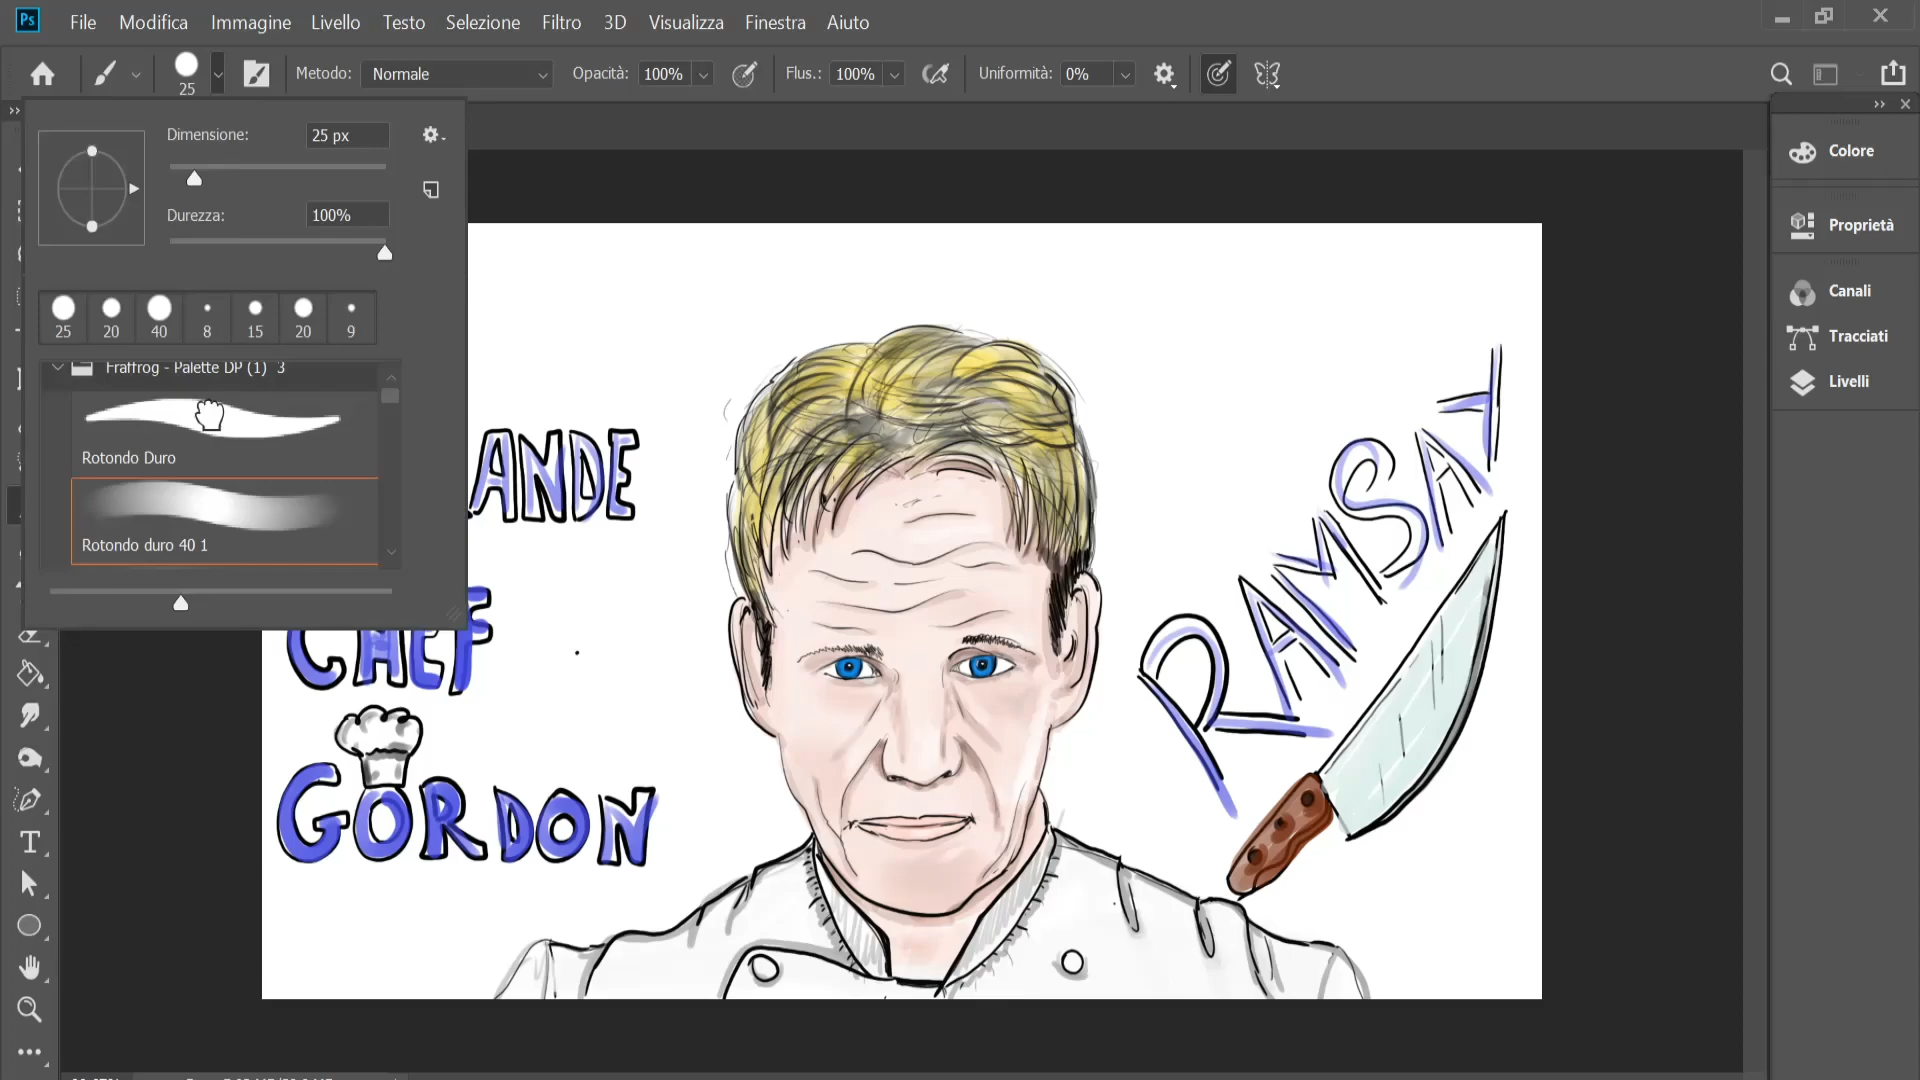 Ps File Modifica Immagine Livello Testo Selezione Filtro 3D Visualizza Finestra Aiuto
25 Metodo: Normale Opacità: 100% Flus.: 100% Uniformità: 0%
Dimensione: 25 px
Durezza: 100%
25 20 40 8 15 20 9
Fraffrog - Palette DP (1) 3
Rotondo Duro
Rotondo duro 40 1
Colore
Proprietà
Canali
Tracciati
Livelli
ANDE
CHEF
GORDON
RAMSAY
T